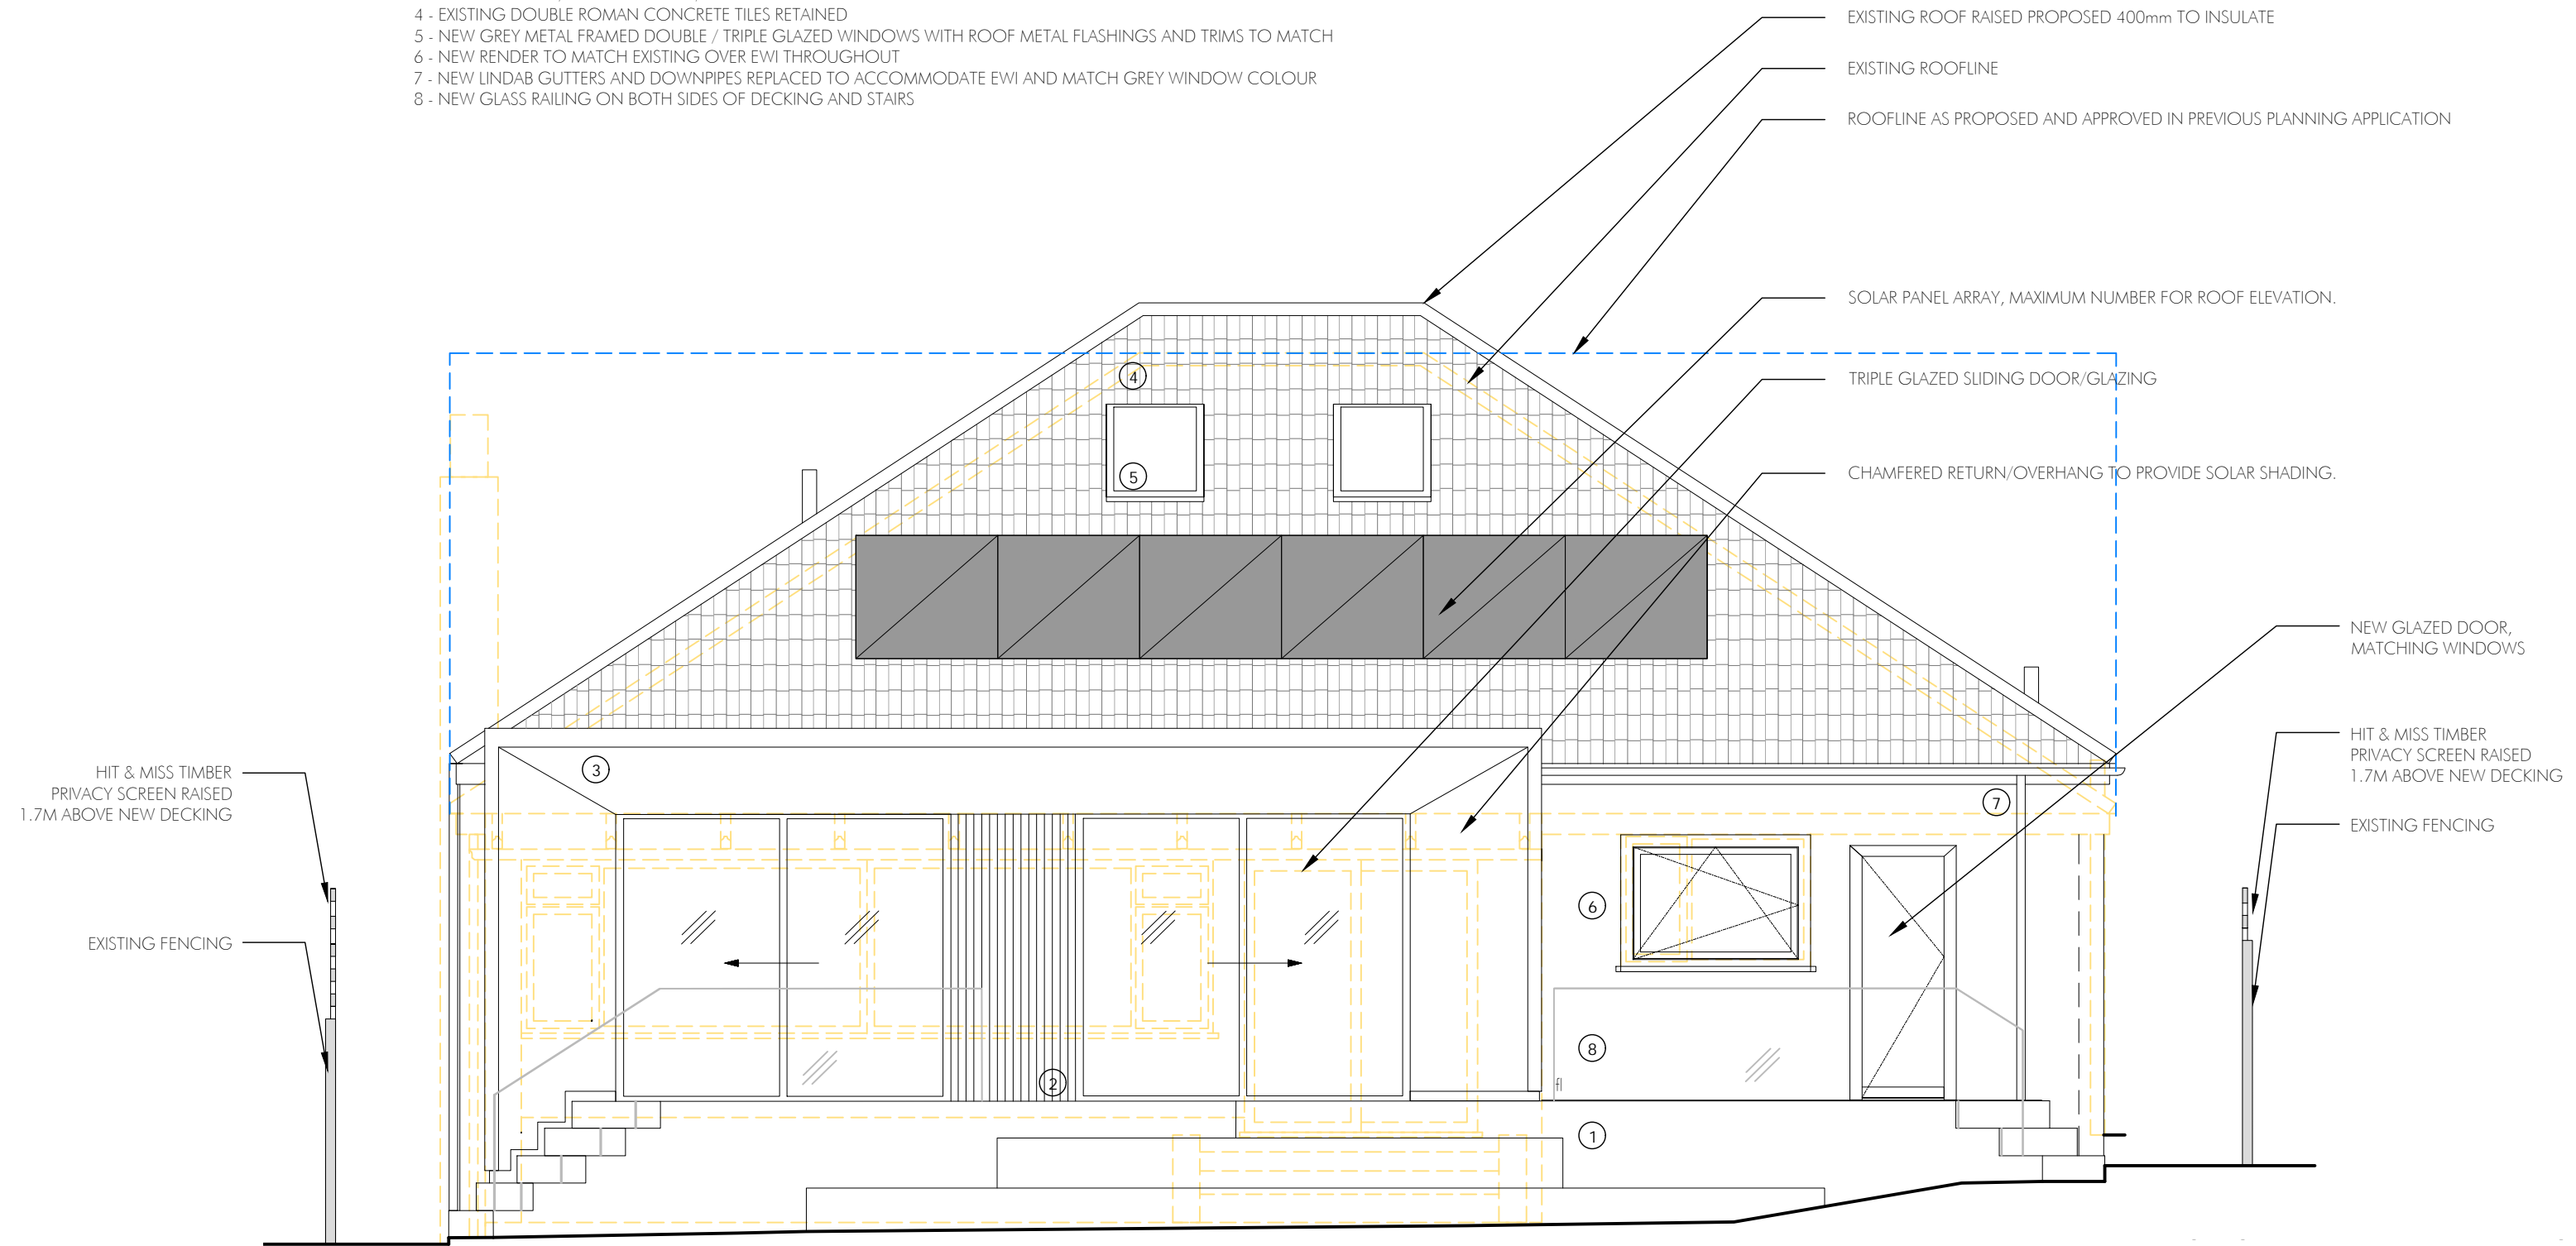 4 - EXISTING DOUBLE ROMAN CONCRETE TILES RETAINED
5 - NEW GREY METAL FRAMED DOUBLE / TRIPLE GLAZED WINDOWS WITH ROOF METAL FLASHINGS AND TRIMS TO MATCH
6 - NEW RENDER TO MATCH EXISTING OVER EWI THROUGHOUT
7 - NEW LINDAB GUTTERS AND DOWNPIPES REPLACED TO ACCOMMODATE EWI AND MATCH GREY WINDOW COLOUR
8 - NEW GLASS RAILING ON BOTH SIDES OF DECKING AND STAIRS
EXISTING ROOF RAISED PROPOSED 400mm TO INSULATE
EXISTING ROOFLINE
ROOFLINE AS PROPOSED AND APPROVED IN PREVIOUS PLANNING APPLICATION
SOLAR PANEL ARRAY, MAXIMUM NUMBER FOR ROOF ELEVATION.
TRIPLE GLAZED SLIDING DOOR/GLAZING
CHAMFERED RETURN/OVERHANG TO PROVIDE SOLAR SHADING.
NEW GLAZED DOOR,
MATCHING WINDOWS
HIT & MISS TIMBER
PRIVACY SCREEN RAISED
1.7M ABOVE NEW DECKING
EXISTING FENCING
HIT & MISS TIMBER
PRIVACY SCREEN RAISED
1.7M ABOVE NEW DECKING
EXISTING FENCING
4
5
3
7
6
8
2
1
fl